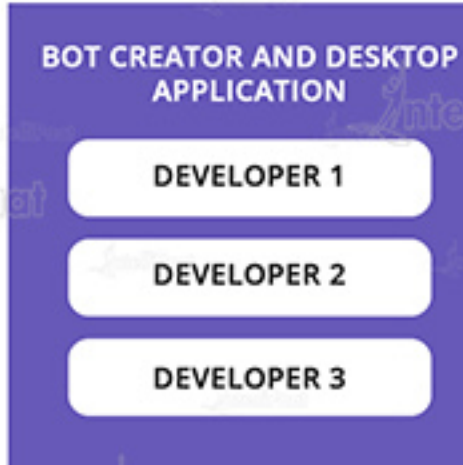 BOT CREATOR AND DESKTOP
APPLICATION
DEVELOPER 1
DEVELOPER 2
DEVELOPER 3